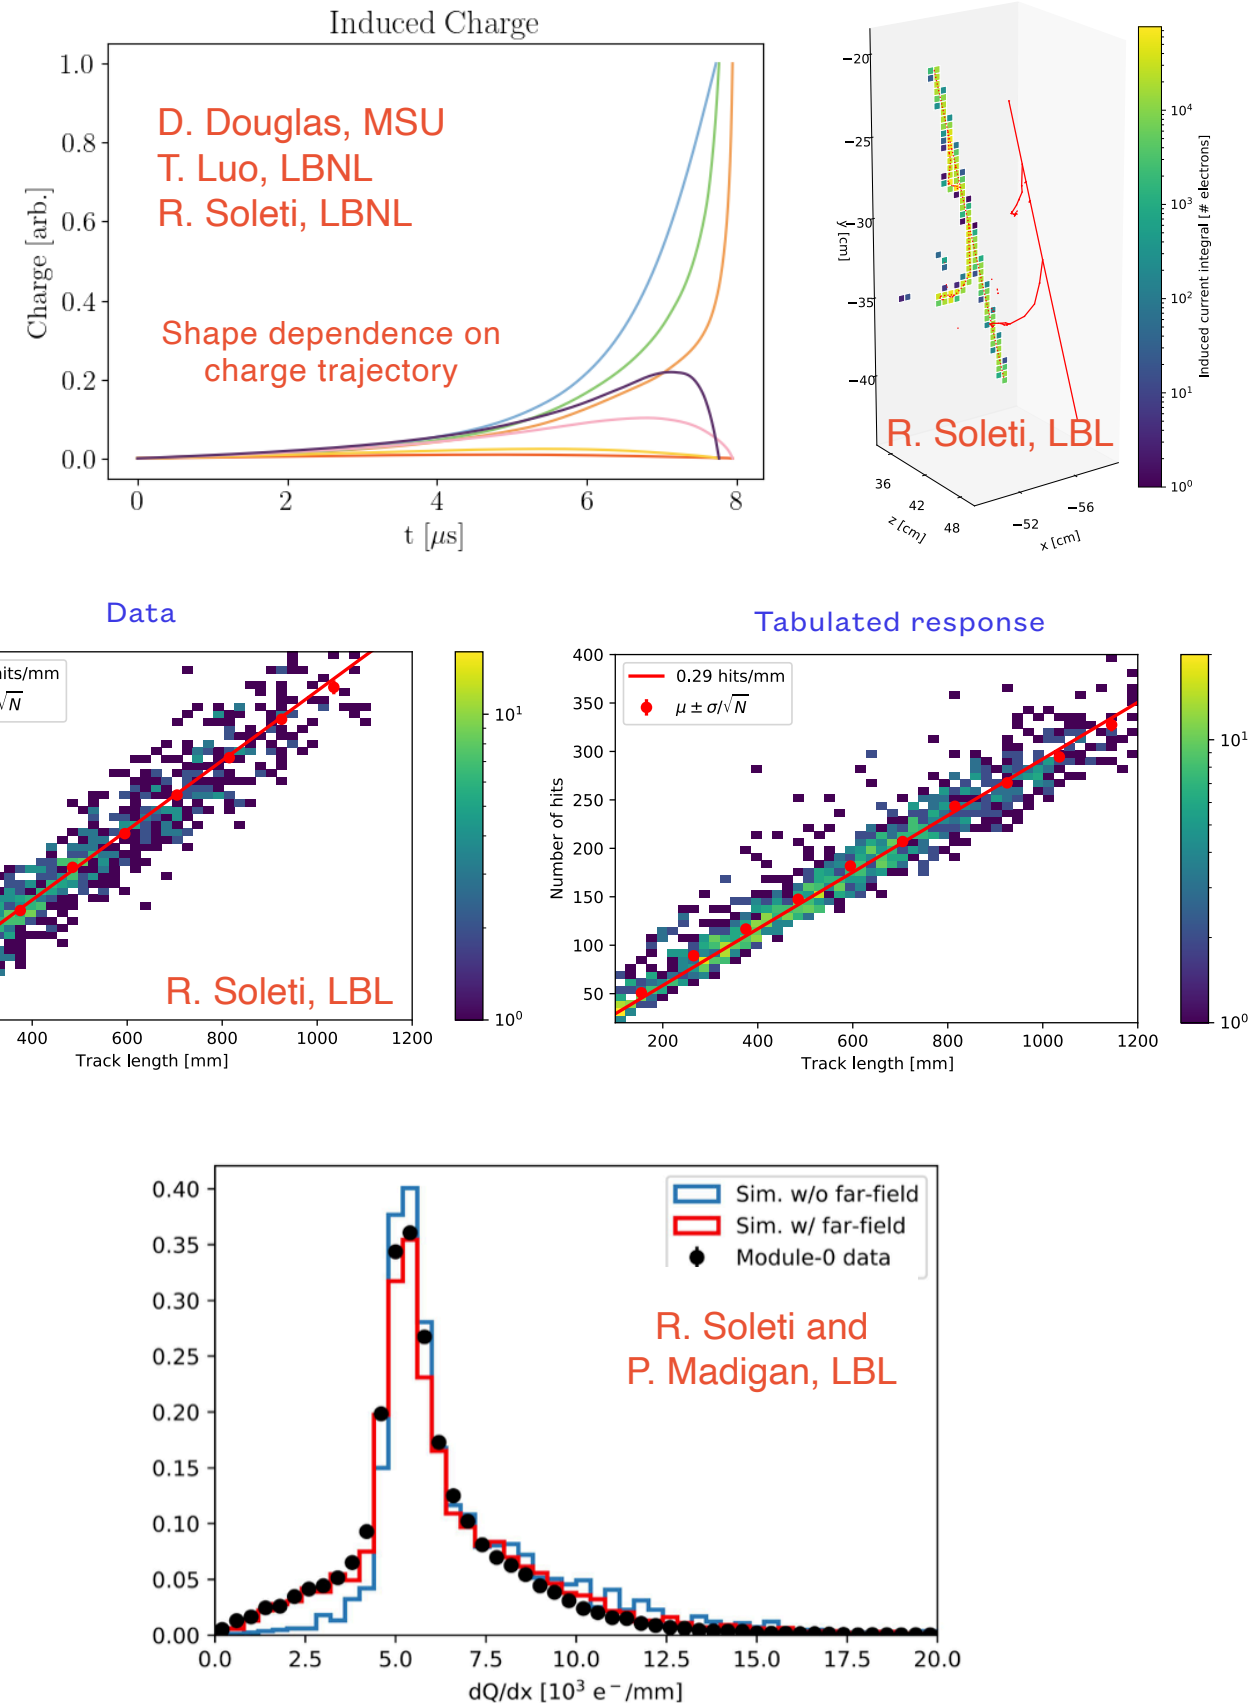 Induced Charge
1.0
0.8
0.6
0.4
0.2
0.0
Charge [arb.]
D. Douglas, MSU
T. Luo, LBNL
R. Soleti, LBNL
Shape dependence on
charge trajectory
0 2 4 6 8
t [μs]
−20
−25
−30
−35
−40
y [cm]
36
42
48
z [cm]
−52
−56
x [cm]
R. Soleti, LBL
10⁴
10³
10²
10¹
10⁰
Induced current integral [# electrons]
Data
hits/mm
√N
R. Soleti, LBL
400 600 800 1000 1200
Track length [mm]
10¹
10⁰
Tabulated response
0.29 hits/mm
μ ± σ/√N
400
350
300
250
200
150
100
50
Number of hits
200 400 600 800 1000 1200
Track length [mm]
10¹
10⁰
0.40
0.35
0.30
0.25
0.20
0.15
0.10
0.05
0.00
Sim. w/o far-field
Sim. w/ far-field
Module-0 data
R. Soleti and
P. Madigan, LBL
0.0 2.5 5.0 7.5 10.0 12.5 15.0 17.5 20.0
dQ/dx [10³ e⁻/mm]